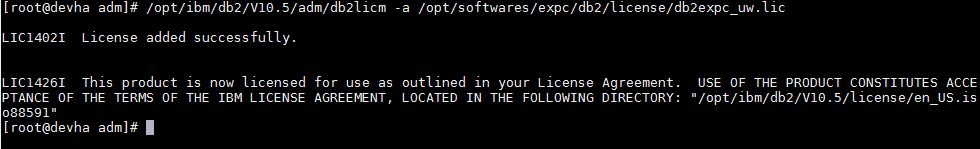 [root@devha adm]# /opt/ibm/db2/V10.5/adm/db2licm -a /opt/softwares/expc/db2/license/db2expc_uw.lic
LIC1402I  License added successfully.
LIC1426I  This product is now licensed for use as outlined in your License Agreement.  USE OF THE PRODUCT CONSTITUTES ACCE
PTANCE OF THE TERMS OF THE IBM LICENSE AGREEMENT, LOCATED IN THE FOLLOWING DIRECTORY: "/opt/ibm/db2/V10.5/license/en_US.is
o88591"
[root@devha adm]#